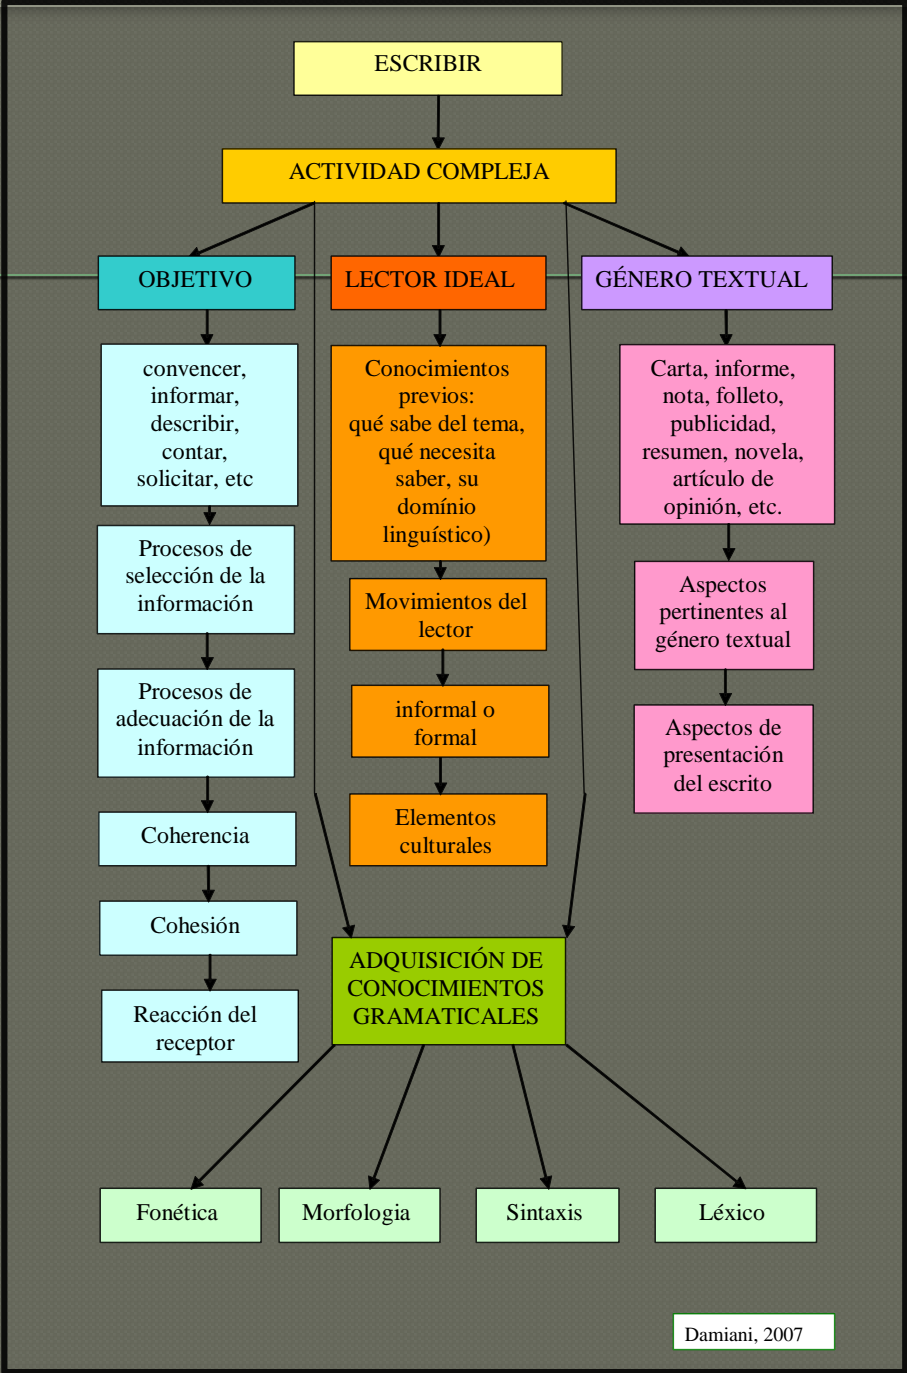 ESCRIBIR
ACTIVIDAD COMPLEJA
OBJETIVO
LECTOR IDEAL
GÉNERO TEXTUAL
convencer,
informar,
describir,
contar,
solicitar, etc
Procesos de
selección de la
información
Procesos de
adecuación de la
información
Coherencia
Cohesión
Reacción del
receptor
Conocimientos
previos:
qué sabe del tema,
qué necesita
saber, su
domínio
linguístico)
Movimientos del
lector
informal o
formal
Elementos
culturales
Carta, informe,
nota, folleto,
publicidad,
resumen, novela,
artículo de
opinión, etc.
Aspectos
pertinentes al
género textual
Aspectos de
presentación
del escrito
ADQUISICIÓN DE
CONOCIMIENTOS
GRAMATICALES
Fonética
Morfologia
Sintaxis
Léxico
Damiani, 2007